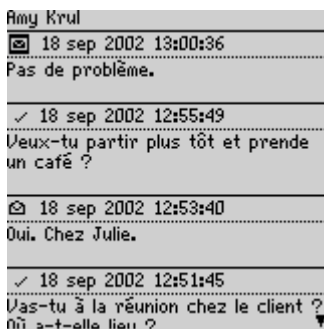 Amy Krul
18 sep 2002 13:00:36
Pas de problème.
18 sep 2002 12:55:49
Veux-tu partir plus tôt et prende
un café ?
18 sep 2002 12:53:40
Oui. Chez Julie.
18 sep 2002 12:51:45
Vas-tu à la réunion chez le client ?
Où a-t-elle lieu ?